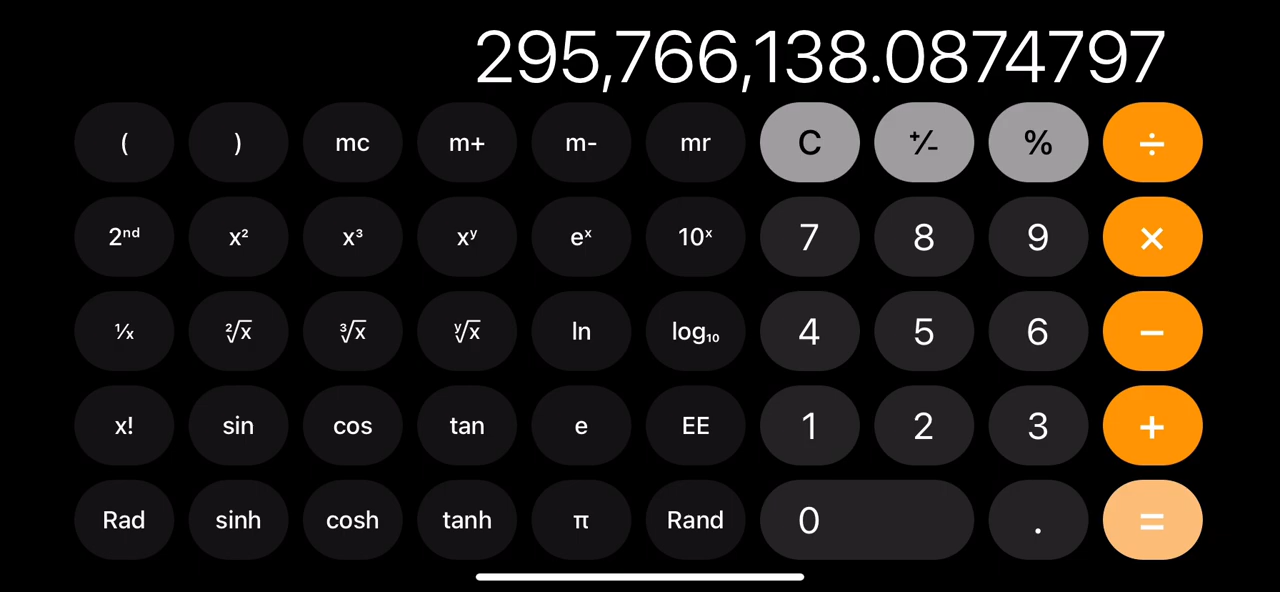 295,766,138.0874797
( ) mc m+ m- mr C ⁺⁄₋ % ÷
2ⁿᵈ x² x³ xʸ eˣ 10ˣ 7 8 9 ×
¹⁄ₓ ²√x ³√x ʸ√x ln log₁₀ 4 5 6 −
x! sin cos tan e EE 1 2 3 +
Rad sinh cosh tanh π Rand 0 . =